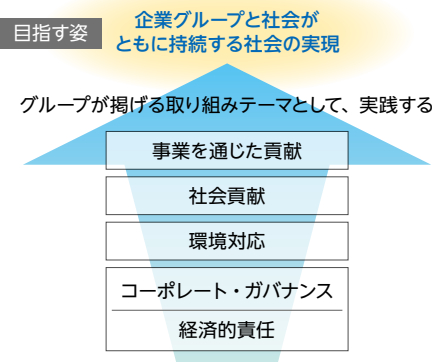 目指す姿
企業グループと社会が
ともに持続する社会の実現
グループが掲げる取り組みテーマとして、実践する
事業を通じた貢献
社会貢献
環境対応
コーポレート・ガバナンス
経済的責任